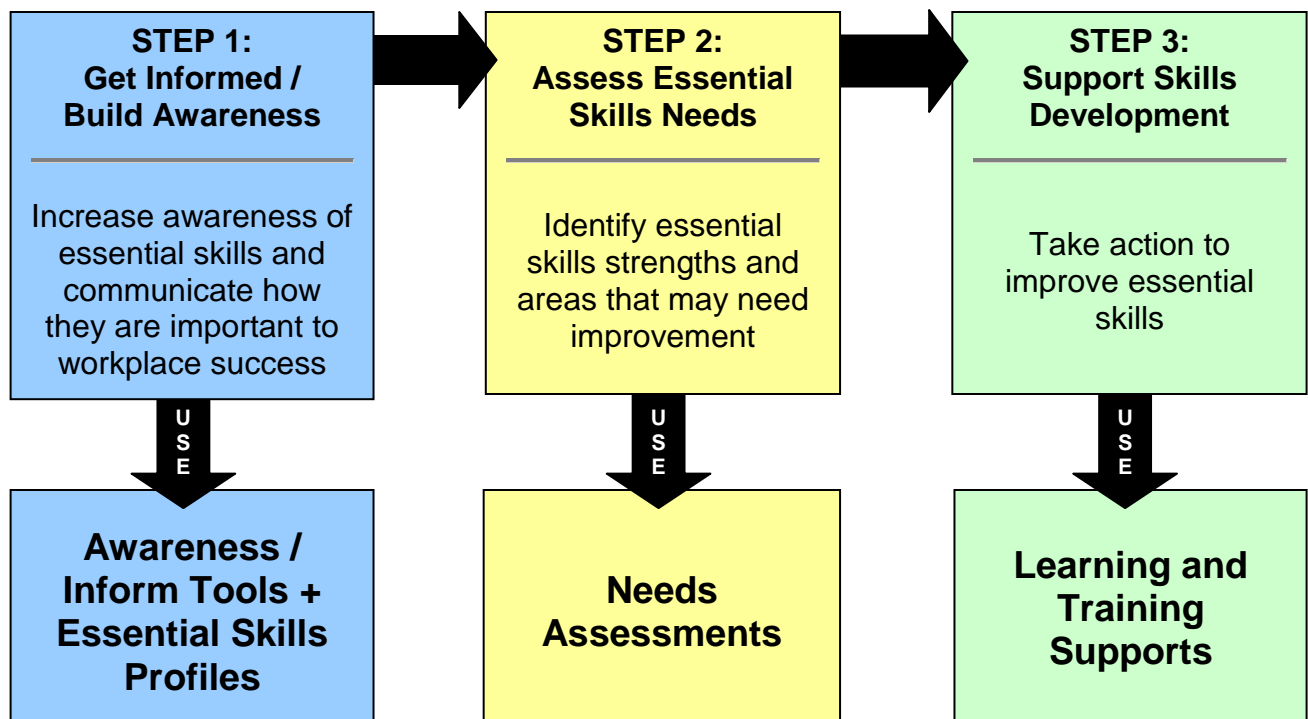 STEP 1:
Get Informed /
Build Awareness
Increase awareness of
essential skills and
communicate how
they are important to
workplace success
USE
Awareness /
Inform Tools +
Essential Skills
Profiles
STEP 2:
Assess Essential
Skills Needs
Identify essential
skills strengths and
areas that may need
improvement
USE
Needs
Assessments
STEP 3:
Support Skills
Development
Take action to
improve essential
skills
USE
Learning and
Training
Supports